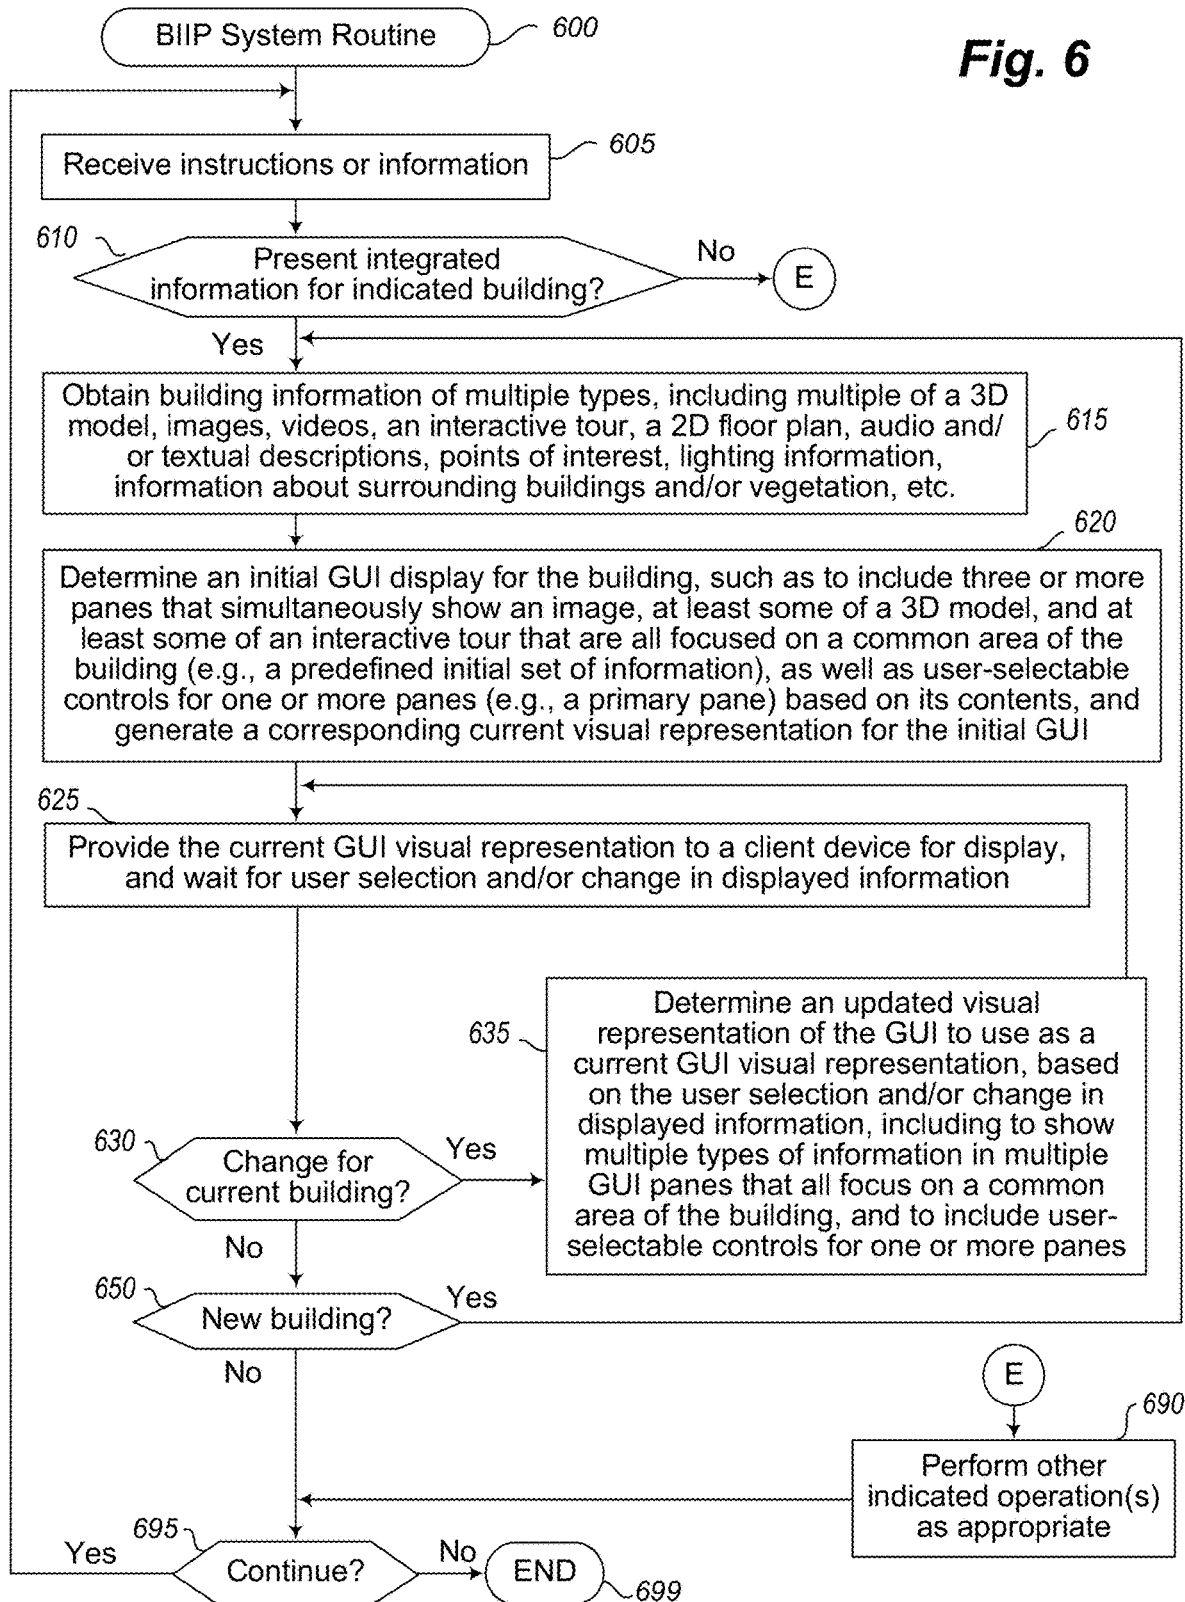 BIIP System Routine
600
Fig. 6
Receive instructions or information
605
610
Present integrated
information for indicated building?
No
E
Yes
Obtain building information of multiple types, including multiple of a 3D
model, images, videos, an interactive tour, a 2D floor plan, audio and/
or textual descriptions, points of interest, lighting information,
information about surrounding buildings and/or vegetation, etc.
615
620
Determine an initial GUI display for the building, such as to include three or more
panes that simultaneously show an image, at least some of a 3D model, and at
least some of an interactive tour that are all focused on a common area of the
building (e.g., a predefined initial set of information), as well as user-selectable
controls for one or more panes (e.g., a primary pane) based on its contents, and
generate a corresponding current visual representation for the initial GUI
625
Provide the current GUI visual representation to a client device for display,
and wait for user selection and/or change in displayed information
635
Determine an updated visual
representation of the GUI to use as a
current GUI visual representation, based
on the user selection and/or change in
displayed information, including to show
multiple types of information in multiple
GUI panes that all focus on a common
area of the building, and to include user-
selectable controls for one or more panes
630
Change for
current building?
Yes
No
650
New building?
Yes
No
E
690
Perform other
indicated operation(s)
as appropriate
695
Yes
Continue?
No
END
699